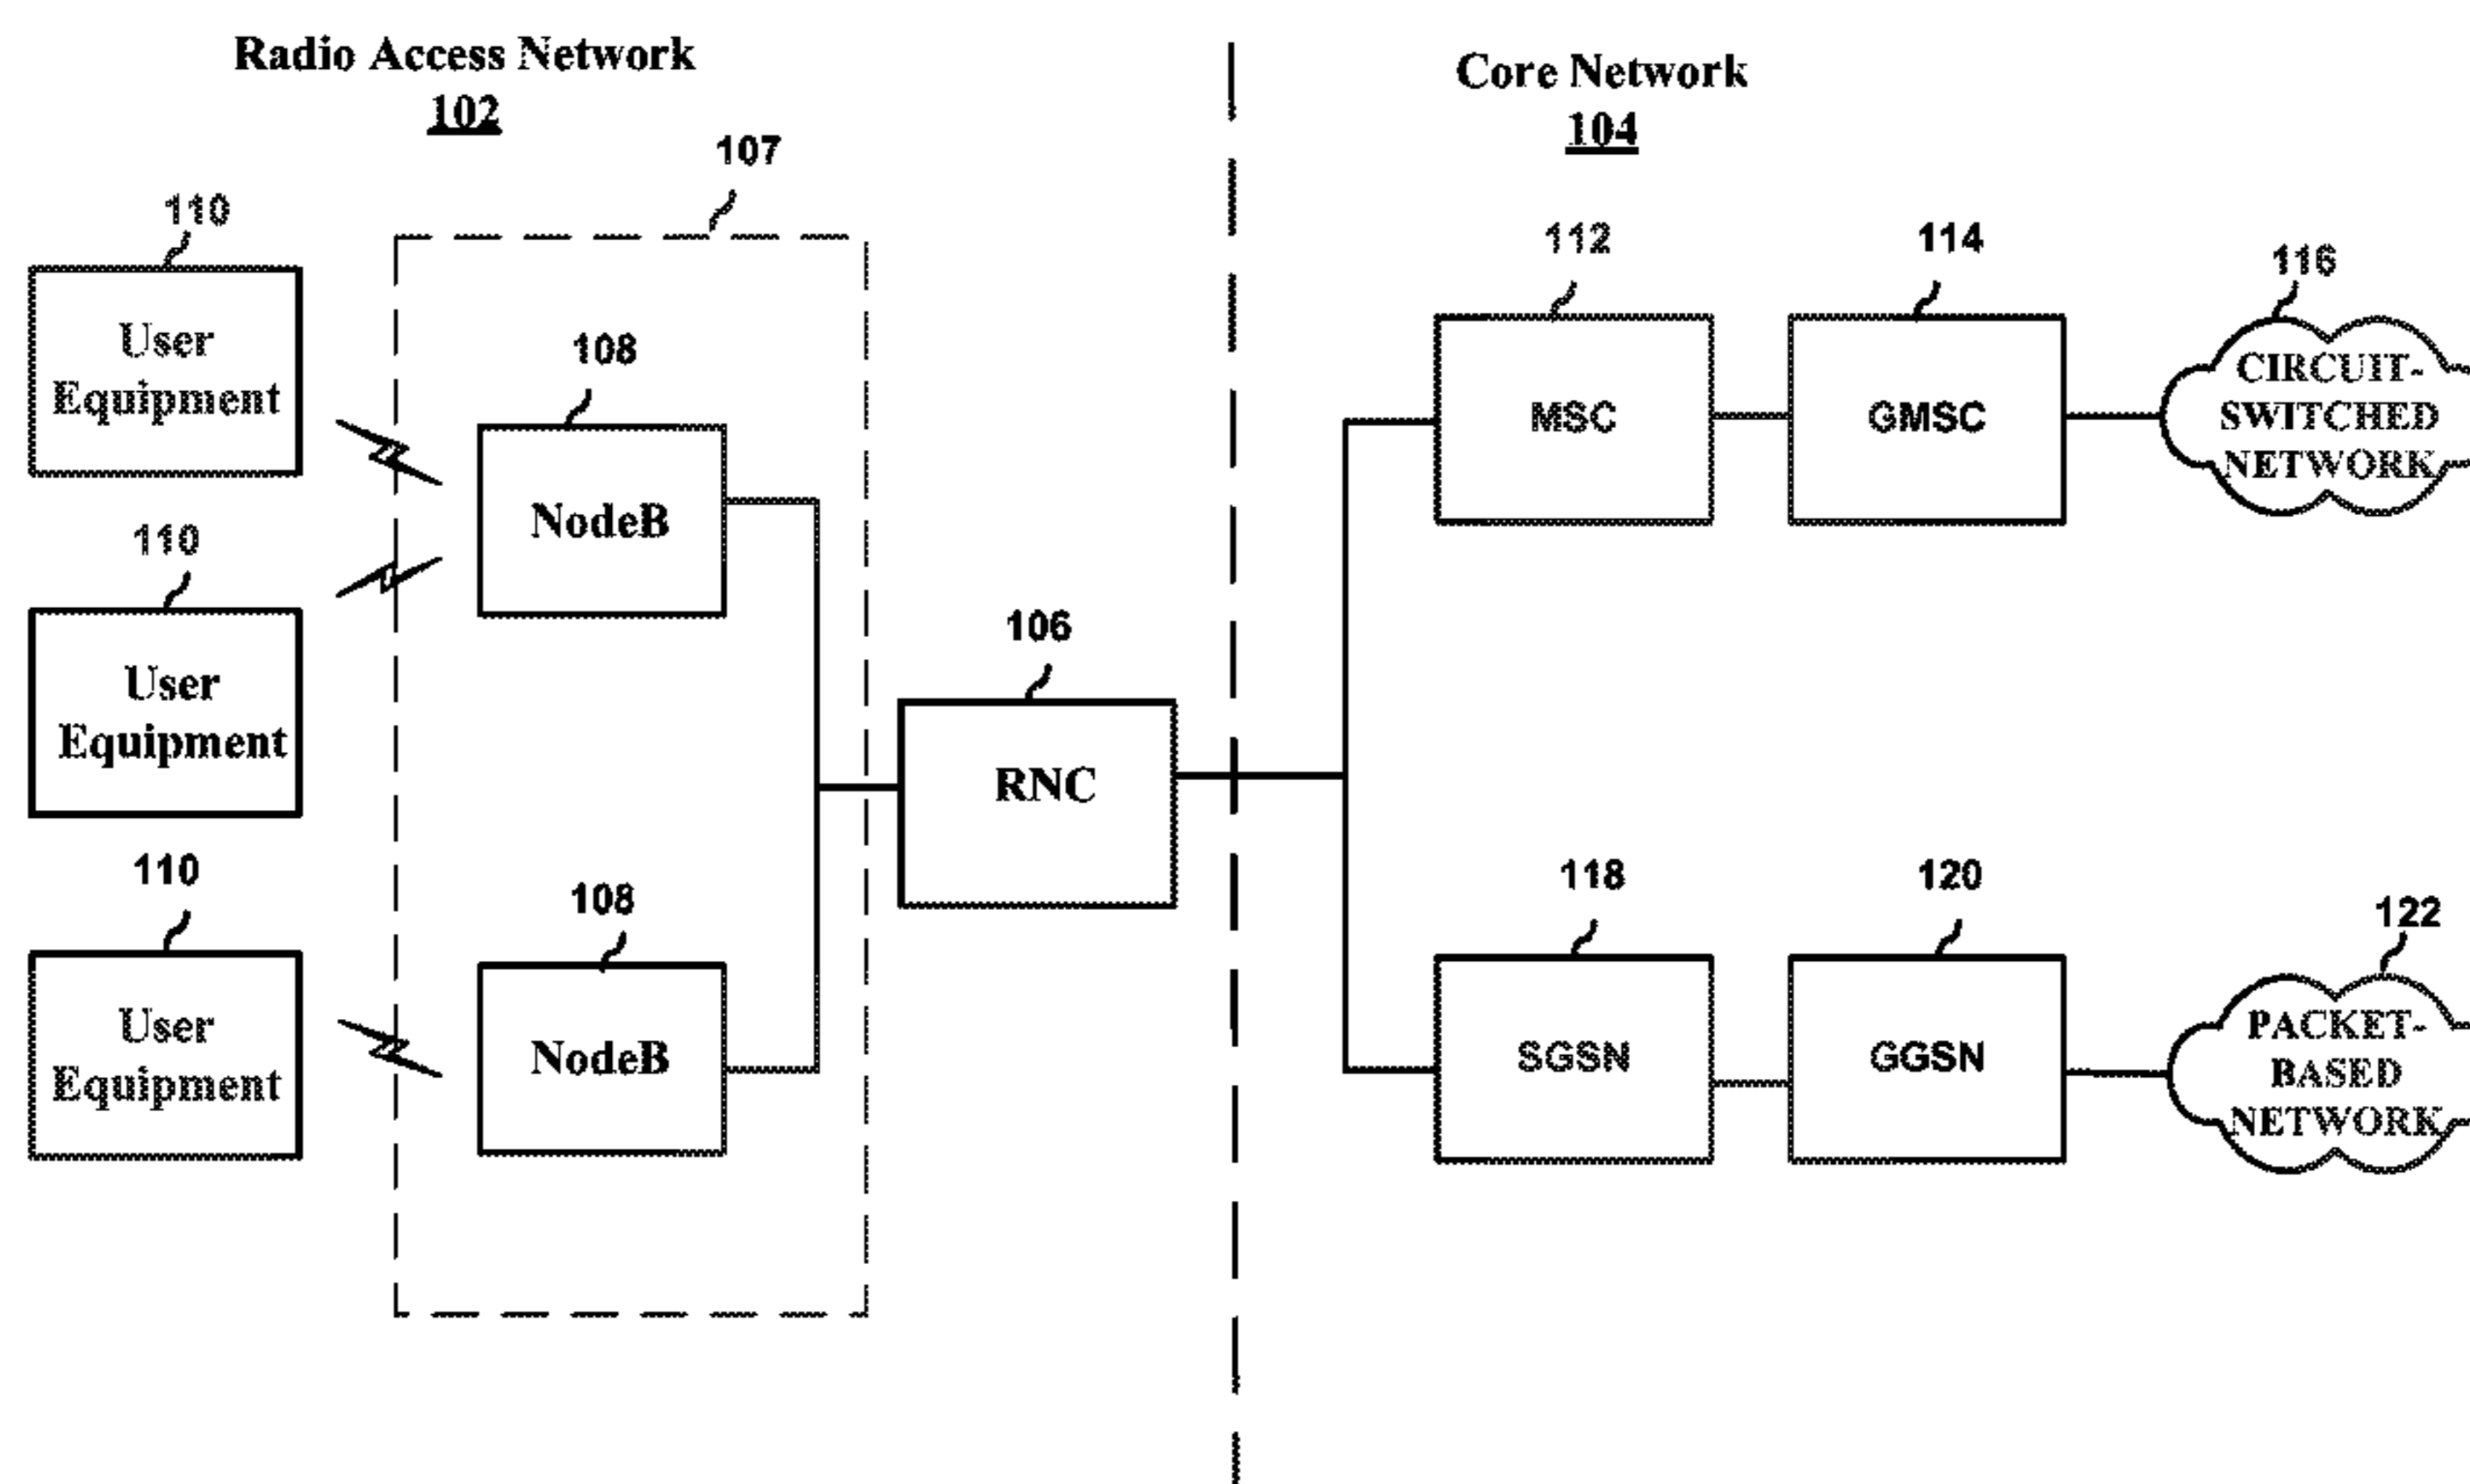 Radio Access Network
102
Core Network
104
107
110
User
Equipment
108
NodeB
110
User
Equipment
106
RNC
110
User
Equipment
108
NodeB
112
MSC
114
GMSC
116
CIRCUIT-
SWITCHED
NETWORK
118
SGSN
120
GGSN
122
PACKET-
BASED
NETWORK